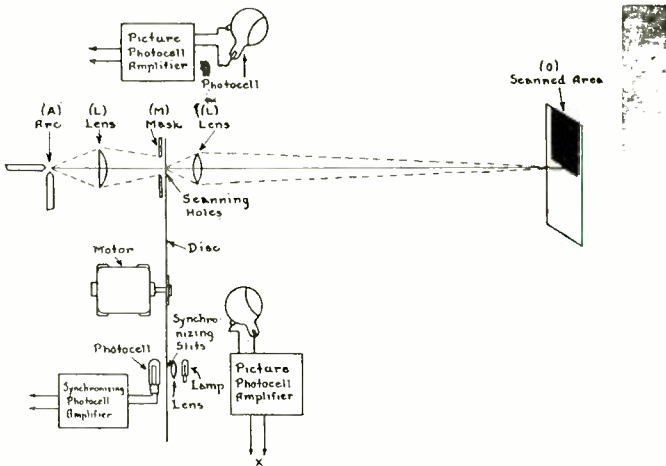 Picture
Photocell
Amplifier
Photocell
(O)
Scanned Area
(A)
Arc
(L)
Lens
(M)
Mask
(L)
Lens
Scanning
Holes
Disc
Motor
Synchro-
nizing
Slits
Photocell
Lamp
Lens
Synchronizing
Photocell
Amplifier
Picture
Photocell
Amplifier
X